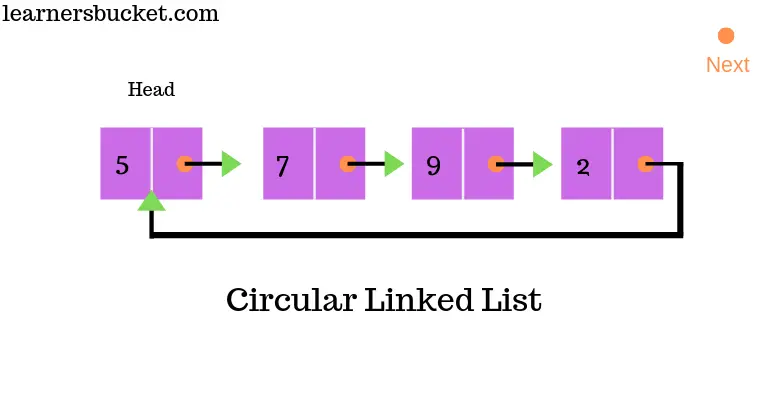 learnersbucket.com
Next
Head
5 7 9 2
Circular Linked List